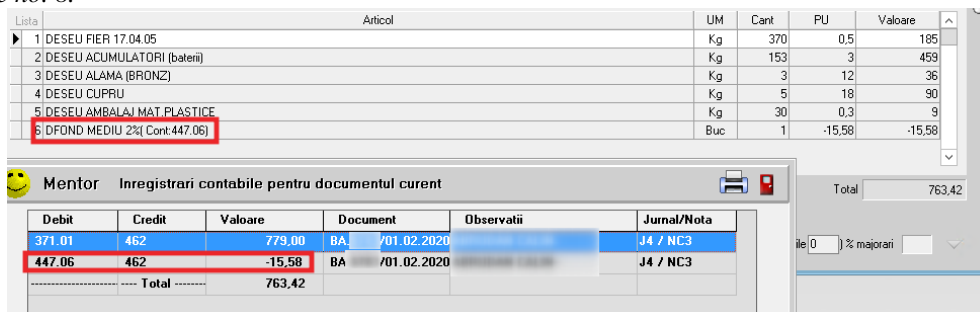 Lista Articol UM Cant PU Valoare
1 DESEU FIER 17.04.05 Kg 370 0,5 185
2 DESEU ACUMULATORI (baterii) Kg 153 3 459
3 DESEU ALAMA (BRONZ) Kg 3 12 36
4 DESEU CUPRU Kg 5 18 90
5 DESEU AMBALAJ MAT.PLASTICE Kg 30 0,3 9
6 DFOND MEDIU 2%( Cont:447.06) Buc 1 -15,58 -15,58
Mentor Inregistrari contabile pentru documentul curent
Total 763,42
Debit Credit Valoare Document Observatii Jurnal/Nota
371.01 462 779,00 BA /01.02.2020 J4 / NC3
447.06 462 -15,58 BA /01.02.2020 J4 / NC3
---- Total ------- 763,42
ile 0 ) % majorari